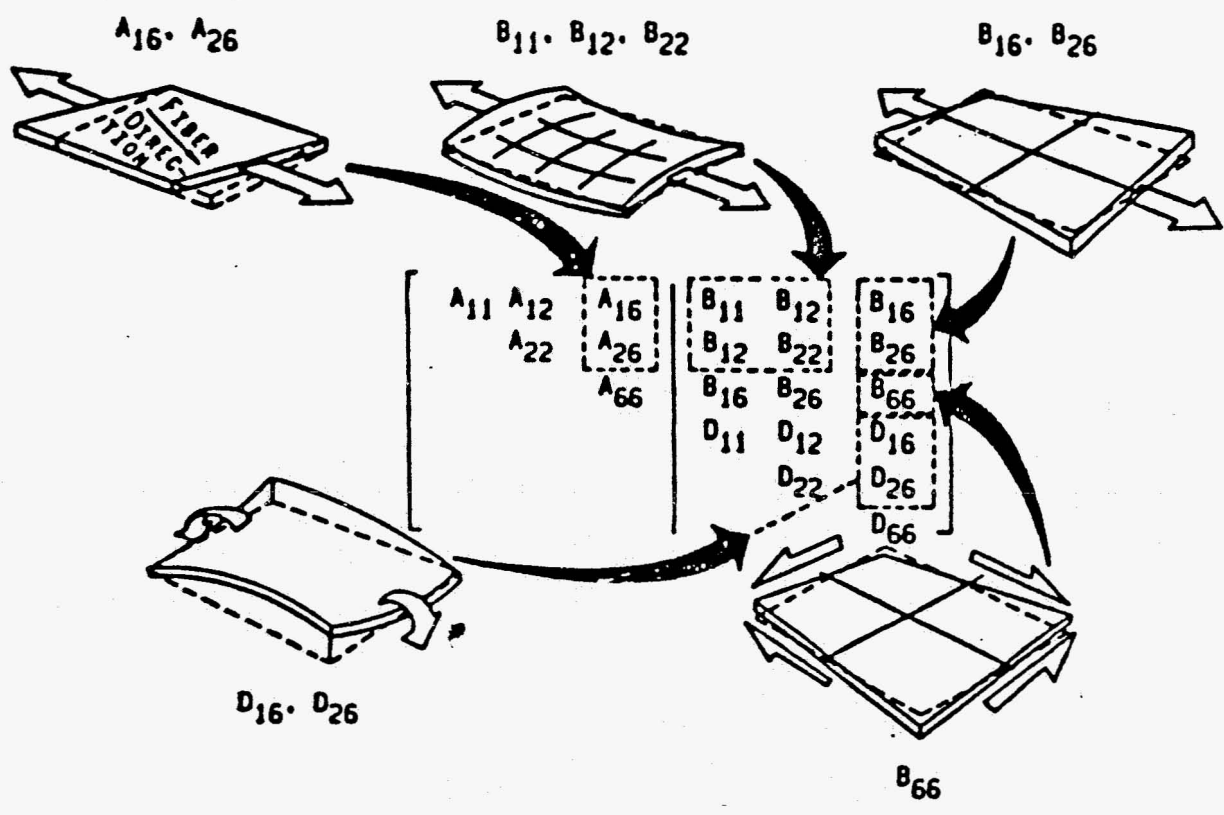 A16, A26
B11, B12, B22
B16, B26
FIBER
DIREC
TION
A11 A12 A16 B11 B12 B16
A22 A26 B12 B22 B26
A66 B16 B26 B66
D11 D12 D16
D22 D26
D66
D16, D26
B66